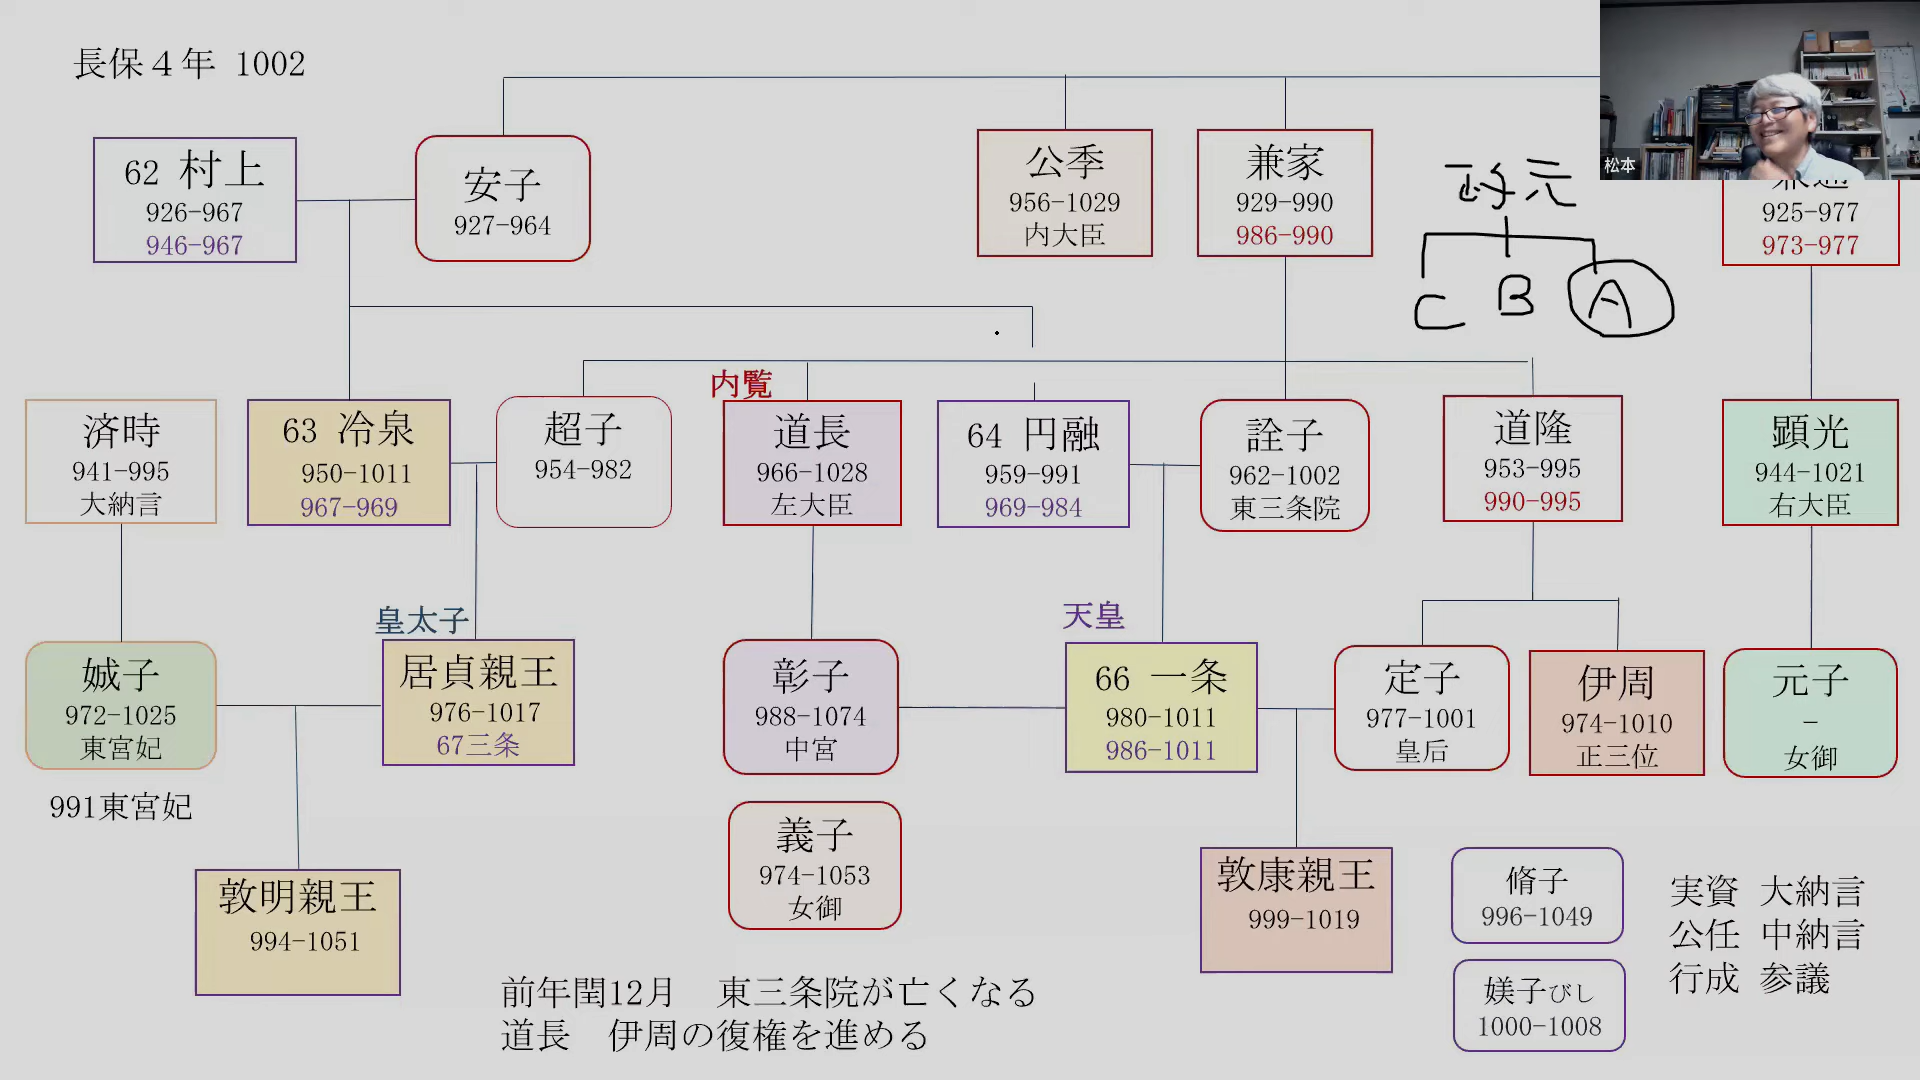 長保４年 1002
松本
62 村上
926-967
946-967
安子
927-964
公季
956-1029
内大臣
兼家
929-990
986-990
政元
C B A
925-977
973-977
内覧
済時
941-995
大納言
63 冷泉
950-1011
967-969
超子
954-982
道長
966-1028
左大臣
64 円融
959-991
969-984
詮子
962-1002
東三条院
道隆
953-995
990-995
顕光
944-1021
右大臣
皇太子
天皇
娍子
972-1025
東宮妃
991東宮妃
居貞親王
976-1017
67三条
彰子
988-1074
中宮
66 一条
980-1011
986-1011
定子
977-1001
皇后
伊周
974-1010
正三位
元子
-
女御
義子
974-1053
女御
敦明親王
994-1051
敦康親王
999-1019
脩子
996-1049
媄子びし
1000-1008
実資 大納言
公任 中納言
行成 参議
前年閏12月 東三条院が亡くなる
道長 伊周の復権を進める